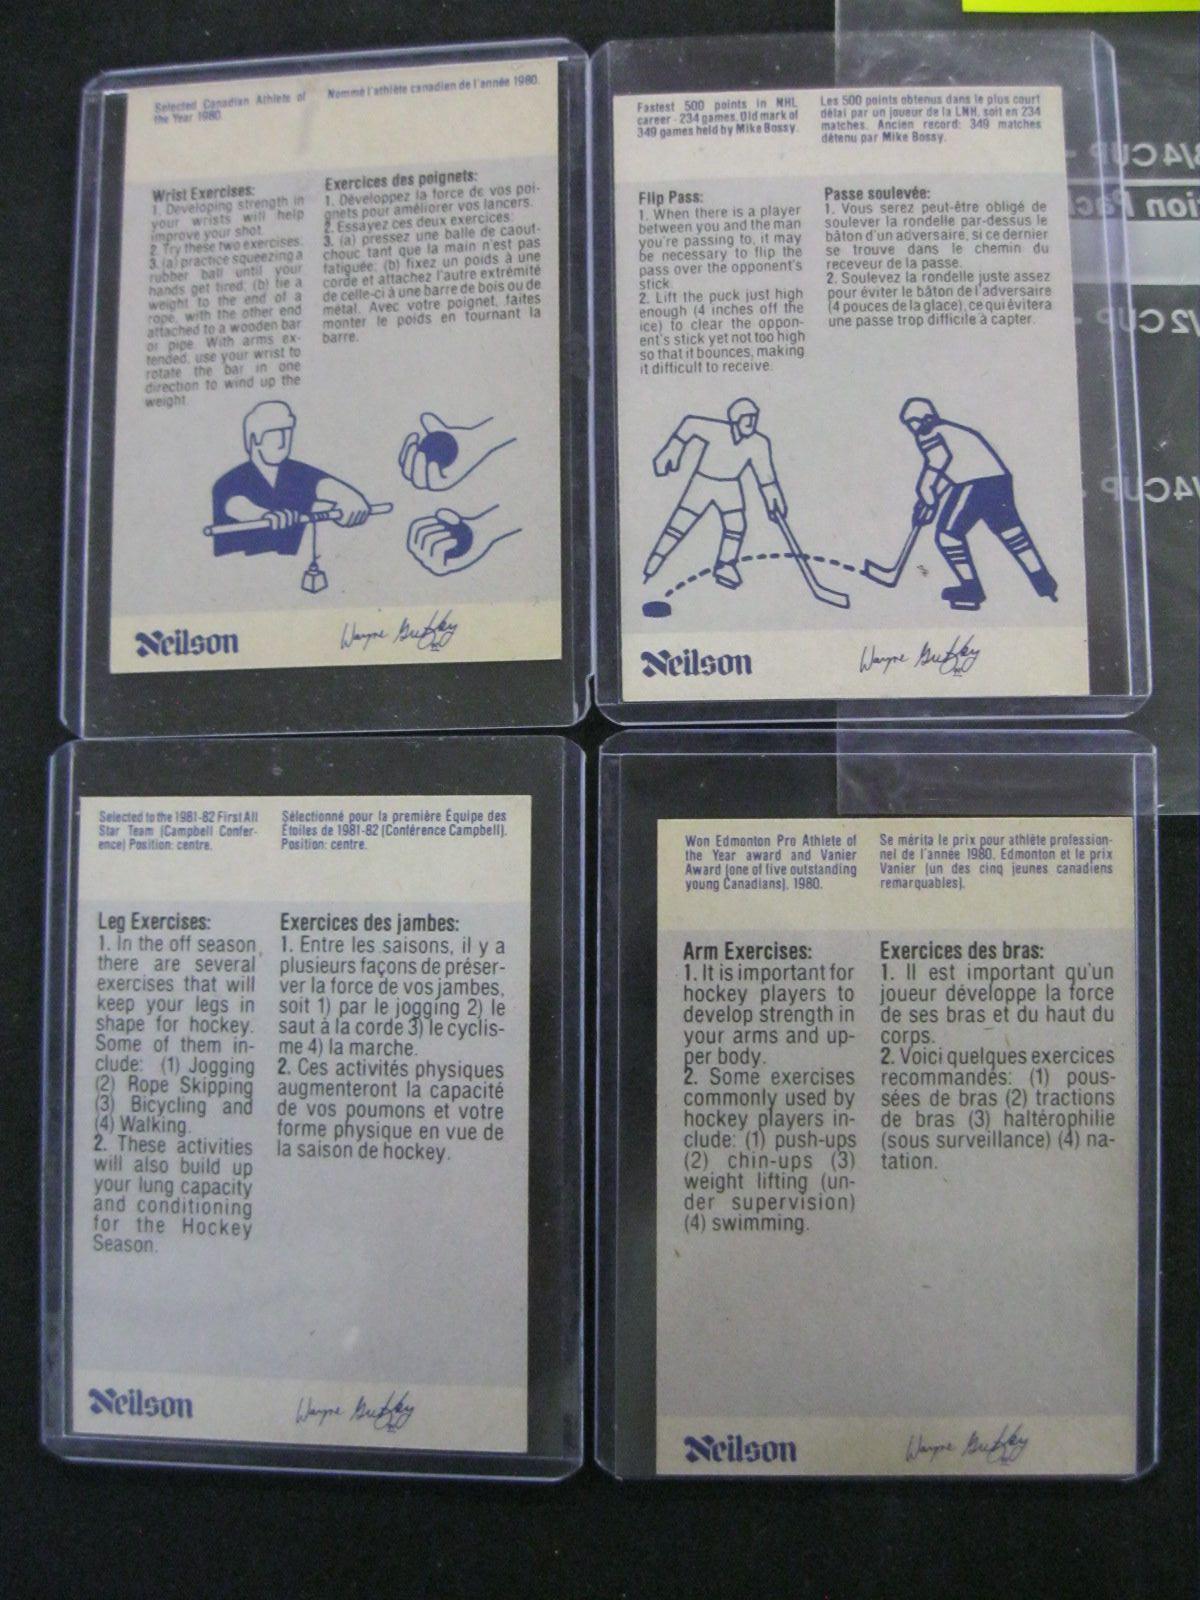 Selected Canadian Athlete of
the Year 1980.
Nommé l'athlète canadien de l'année 1980.
Wrist Exercises:
1. Developing strength in
your wrists will help
improve your shot.
2. Try these two exercises.
3. (a) practice squeezing a
rubber ball until your
hands get tired; (b) tie a
weight to the end of a
rope, with the other end
attached to a wooden bar
or pipe. With arms ex-
tended, use your wrist to
rotate the bar in one
direction to wind up the
weight.
Exercices des poignets:
1. Développez la force de vos poi-
gnets pour améliorer vos lancers.
2. Essayez ces deux exercices:
3. (a) pressez une balle de caout-
chouc tant que la main n'est pas
fatiguée; (b) fixez un poids à une
corde et attachez l'autre extrémité
de celle-ci à une barre de bois ou de
métal. Avec votre poignet, faites
monter le poids en tournant la
barre.
Neilson
Wayne Gretzky
Fastest 500 points in NHL
career - 234 games. Old mark of
349 games held by Mike Bossy.
Les 500 points obtenus dans le plus court
délai par un joueur de la LNH, soit en 234
matches. Ancien record: 349 matches
détenu par Mike Bossy.
Flip Pass:
1. When there is a player
between you and the man
you're passing to, it may
be necessary to flip the
pass over the opponent's
stick.
2. Lift the puck just high
enough (4 inches off the
ice) to clear the oppon-
ent's stick yet not too high
so that it bounces, making
it difficult to receive.
Passe soulevée:
1. Vous serez peut-être obligé de
soulever la rondelle par-dessus le
bâton d'un adversaire, si ce dernier
se trouve dans le chemin du
receveur de la passe.
2. Soulevez la rondelle juste assez
pour éviter le bâton de l'adversaire
(4 pouces de la glace), ce qui évitera
une passe trop difficile à capter.
Neilson
Wayne Gretzky
3/4 CUP -
1/2 CUP -
1/4 CUP
Selected to the 1981-82 First All
Star Team (Campbell Confer-
ence) Position: centre.
Sélectionné pour la première Équipe des
Étoiles de 1981-82 (Conférence Campbell).
Position: centre.
Leg Exercises:
1. In the off season,
there are several
exercises that will
keep your legs in
shape for hockey.
Some of them in-
clude: (1) Jogging
(2) Rope Skipping
(3) Bicycling and
(4) Walking.
2. These activities
will also build up
your lung capacity
and conditioning
for the Hockey
Season.
Exercices des jambes:
1. Entre les saisons, il y a
plusieurs façons de préser-
ver la force de vos jambes,
soit 1) par le jogging 2) le
saut à la corde 3) le cyclis-
me 4) la marche.
2. Ces activités physiques
augmenteront la capacité
de vos poumons et votre
forme physique en vue de
la saison de hockey.
Neilson
Wayne Gretzky
Won Edmonton Pro Athlete of
the Year award and Vanier
Award (one of five outstanding
young Canadians), 1980.
Se mérita le prix pour athlète profession-
nel de l'année 1980, Edmonton et le prix
Vanier (un des cinq jeunes canadiens
remarquables).
Arm Exercises:
1. It is important for
hockey players to
develop strength in
your arms and up-
per body.
2. Some exercises
commonly used by
hockey players in-
clude: (1) push-ups
(2) chin-ups (3)
weight lifting (un-
der supervision)
(4) swimming.
Exercices des bras:
1. Il est important qu'un
joueur développe la force
de ses bras et du haut du
corps.
2. Voici quelques exercices
recommandés: (1) pous-
sées de bras (2) tractions
de bras (3) haltérophilie
(sous surveillance) (4) na-
tation.
Neilson
Wayne Gretzky